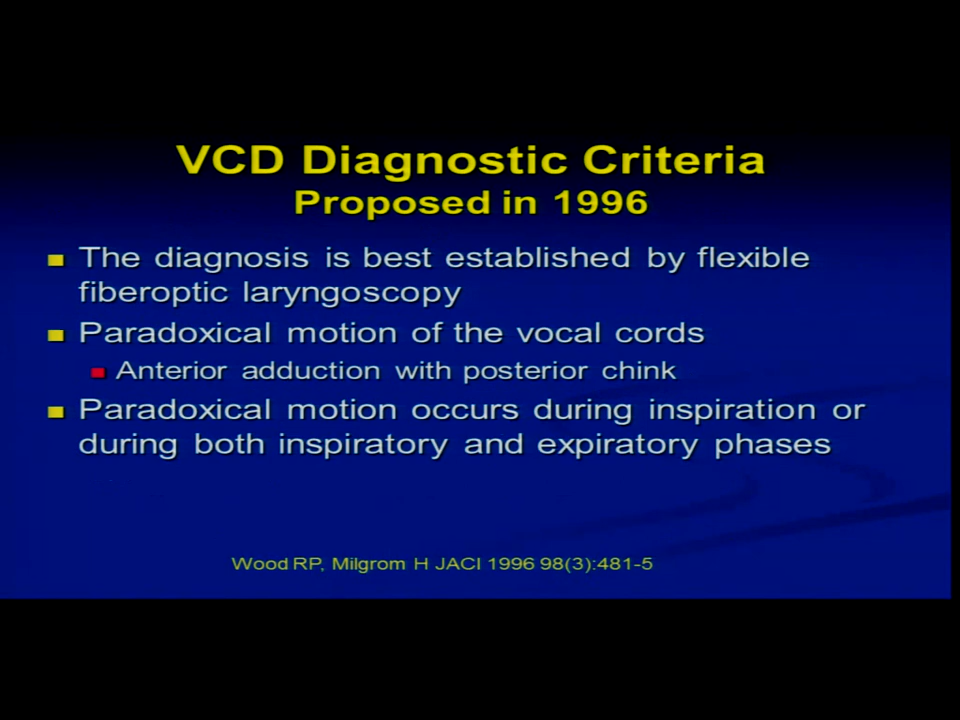 VCD Diagnostic Criteria
Proposed in 1996
The diagnosis is best established by flexible
fiberoptic laryngoscopy
Paradoxical motion of the vocal cords
Anterior adduction with posterior chink
Paradoxical motion occurs during inspiration or
during both inspiratory and expiratory phases
Wood RP, Milgrom H JACI 1996 98(3):481-5